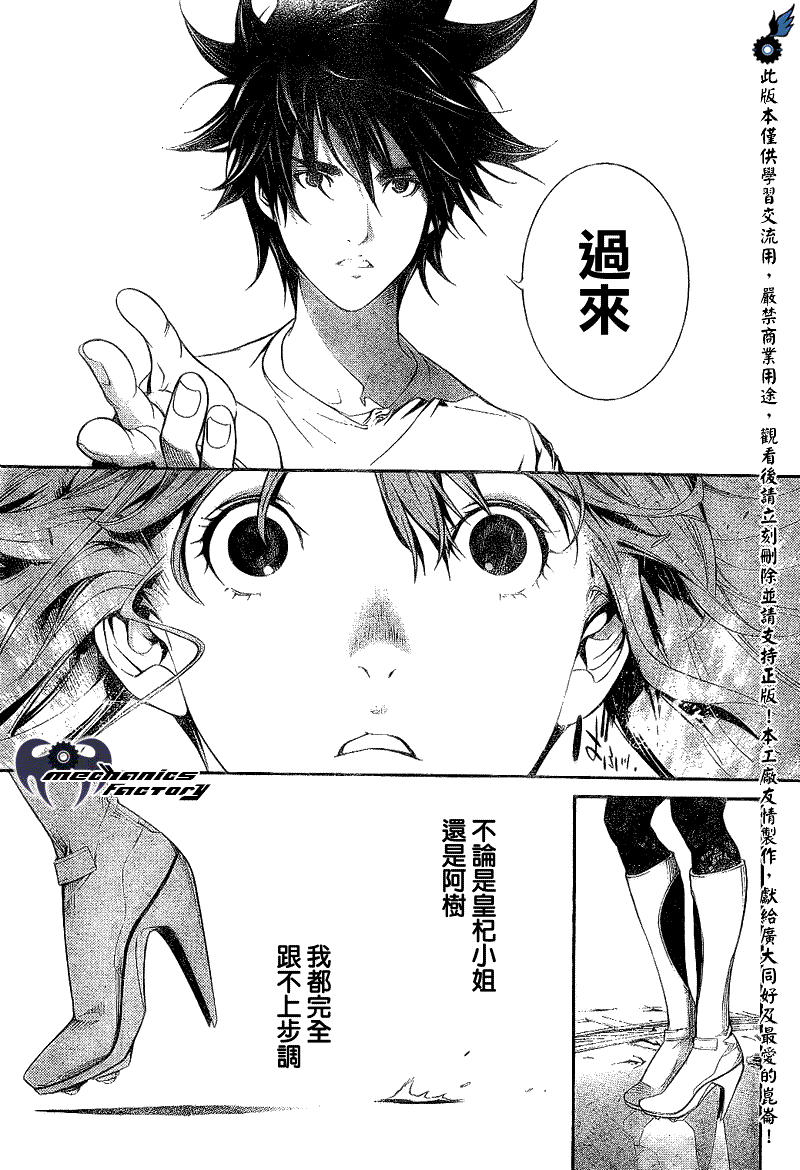 過來
不論是皇杞小姐
還是阿樹
我都完全
跟不上步調
mechanics
factory
此版本僅供學習交流用，嚴禁商業用途，觀看後請立刻刪除並請支持正版！本工廠友情製作，獻給廣大同好及最愛的崑崙！